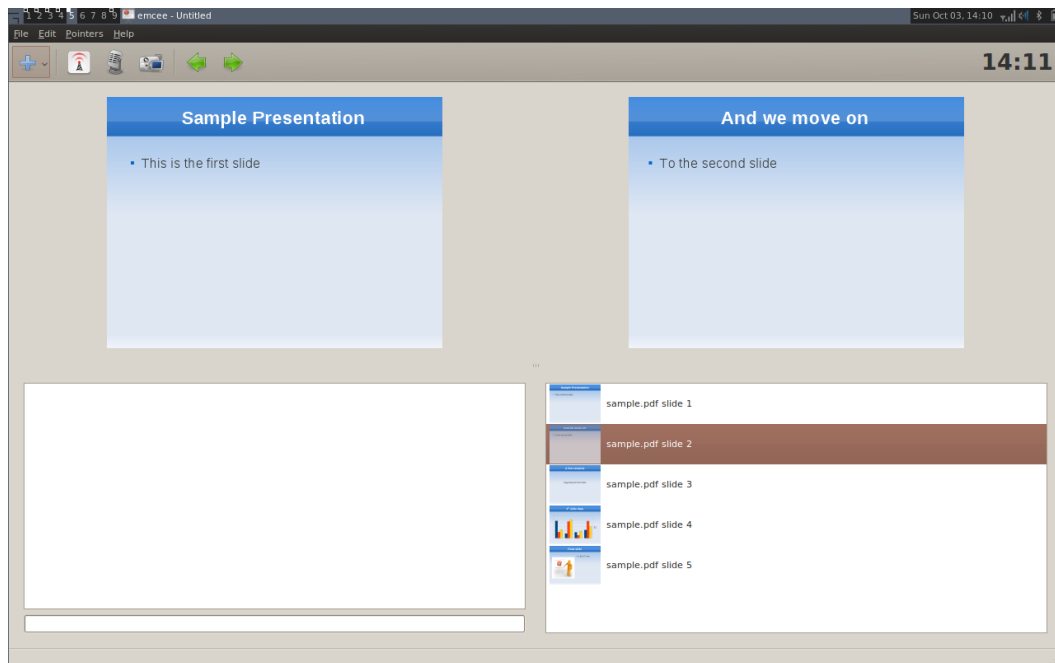 1 2 3 4 5 6 7 8 9 emcee - Untitled
Sun Oct 03, 14:10
File Edit Pointers Help
14:11
Sample Presentation
And we move on
This is the first slide
To the second slide
Sample Presentation
sample.pdf slide 1
sample.pdf slide 2
sample.pdf slide 3
sample.pdf slide 4
sample.pdf slide 5